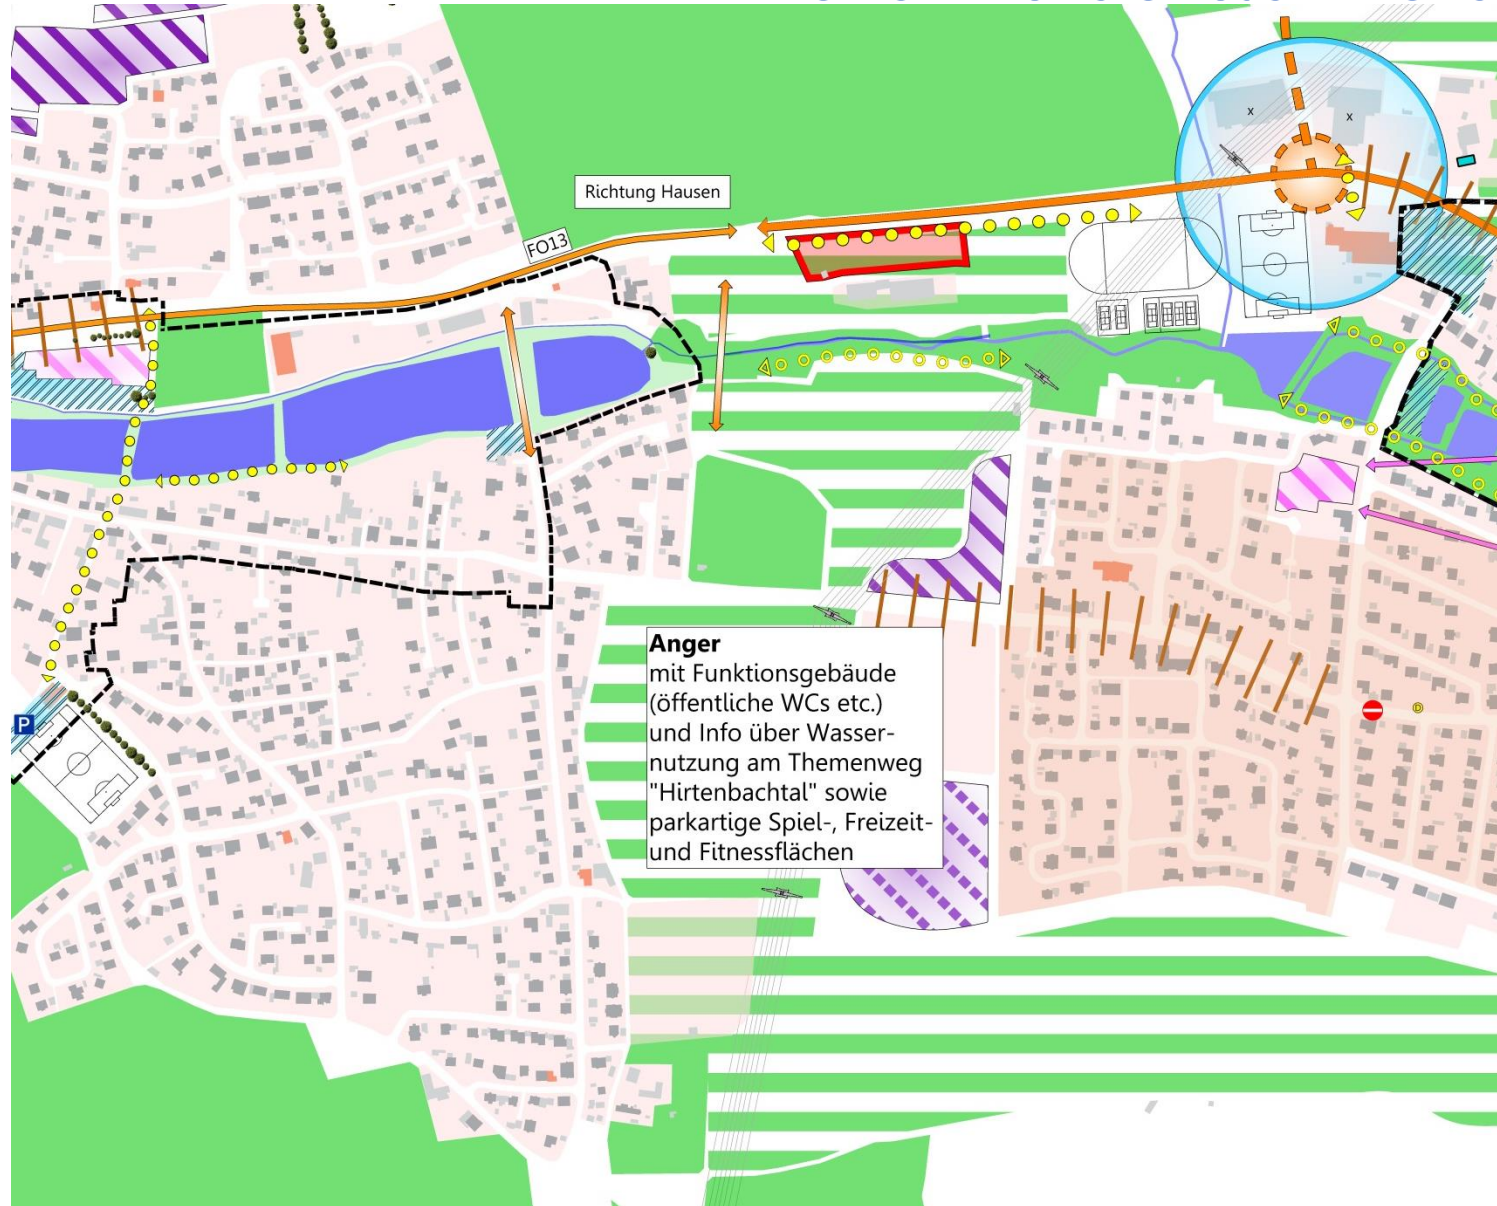 Richtung Hausen
FO13
x
x
Anger
mit Funktionsgebäude
(öffentliche WCs etc.)
und Info über Wasser-
nutzung am Themenweg
"Hirtenbachtal" sowie
parkartige Spiel-, Freizeit-
und Fitnessflächen
P
D